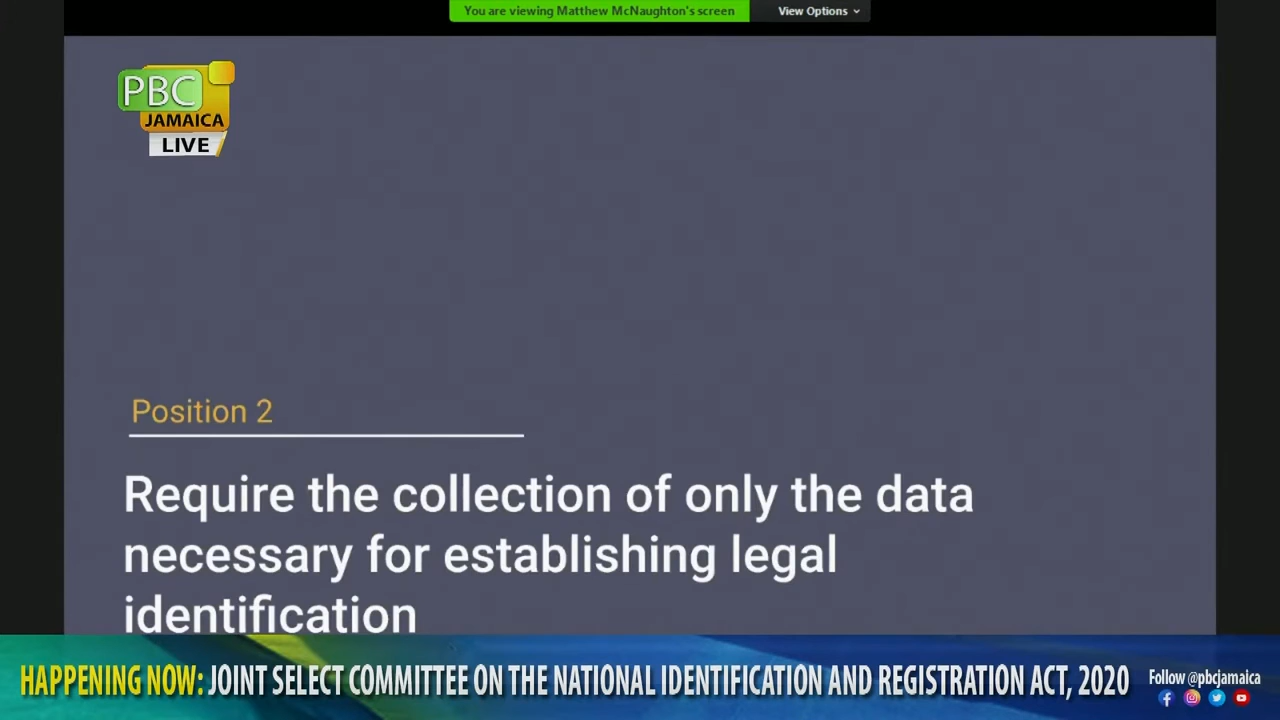 You are viewing Matthew McNaughton's screen
View Options
PBC
JAMAICA
LIVE
Position 2
Require the collection of only the data
necessary for establishing legal
identification
HAPPENING NOW: JOINT SELECT COMMITTEE ON THE NATIONAL IDENTIFICATION AND REGISTRATION ACT, 2020
Follow @pbcjamaica